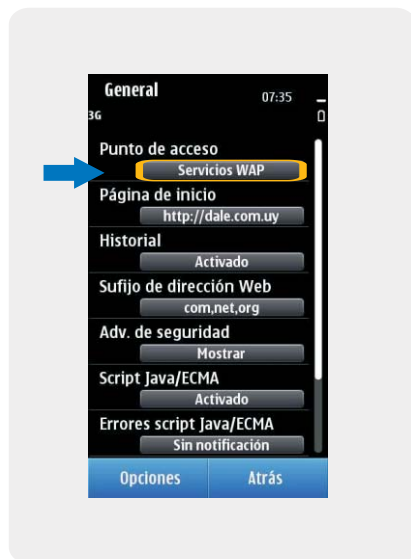 General
07:35
3G
Punto de acceso
Servicios WAP
Página de inicio
http://dale.com.uy
Historial
Activado
Sufijo de dirección Web
com,net,org
Adv. de seguridad
Mostrar
Script Java/ECMA
Activado
Errores script Java/ECMA
Sin notificación
Opciones
Atrás